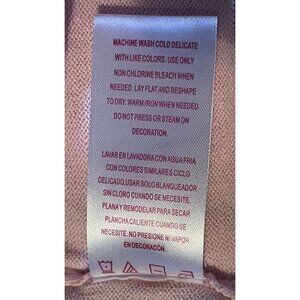 MACHINE WASH COLD DELICATE
WITH LIKE COLORS. USE ONLY
NON CHLORINE BLEACH WHEN
NEEDED. LAY FLAT AND RESHAPE
TO DRY. WARM IRON WHEN NEEDED
DO NOT PRESS OR STEAM ON
DECORATION.
LAVAR EN LAVADORA CON AGUA FRIA
CON COLORES SIMILARES CICLO
DELICADO,USAR SOLO BLANQUEADOR
SIN CLORO CUANDO SE NECESITE.
PLANA Y REMODELAR PARA SECAR
PLANCHA CALIENTE CUANDO SE
NECESITE. NO PRESIONE NI VAPOR
EN DECORACIÓN.